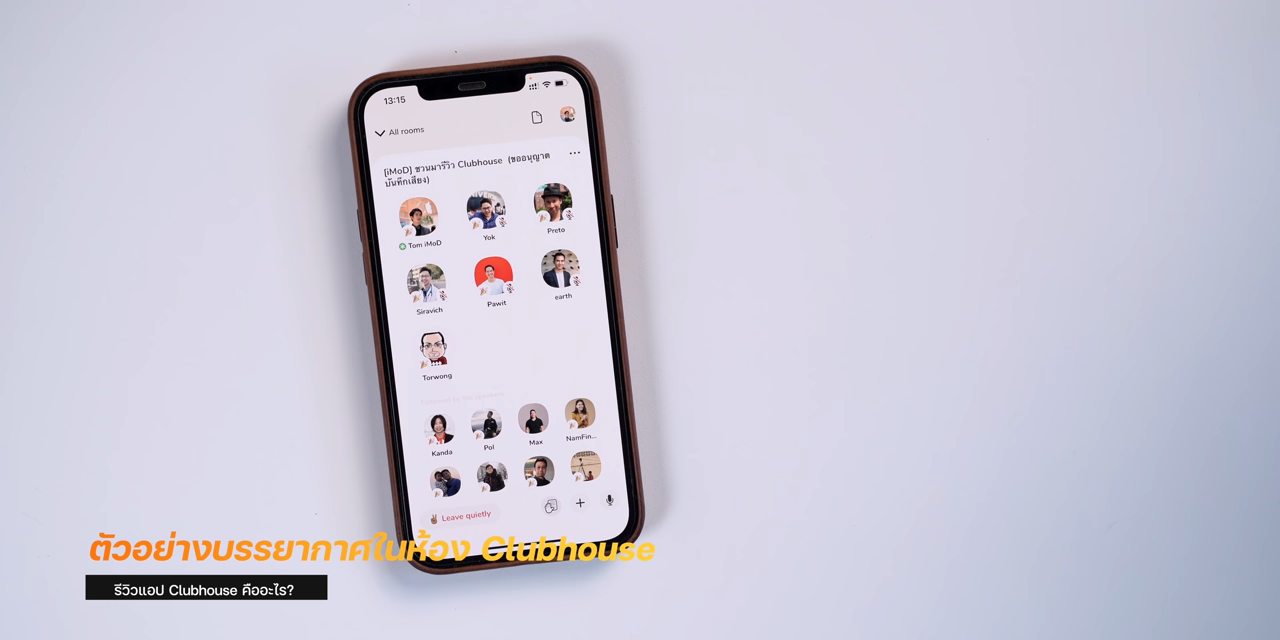 13:15
All rooms
[iMoD] ชวนมารีวิว Clubhouse (ขออนุญาต
บันทึกเสียง)
Tom iMoD
Yok
Preto
Siravich
Pawit
earth
Torwong
Kanda
Pol
Max
NamFin...
Leave quietly
ตัวอย่างบรรยากาศในห้อง Clubhouse
รีวิวแอป Clubhouse คืออะไร?